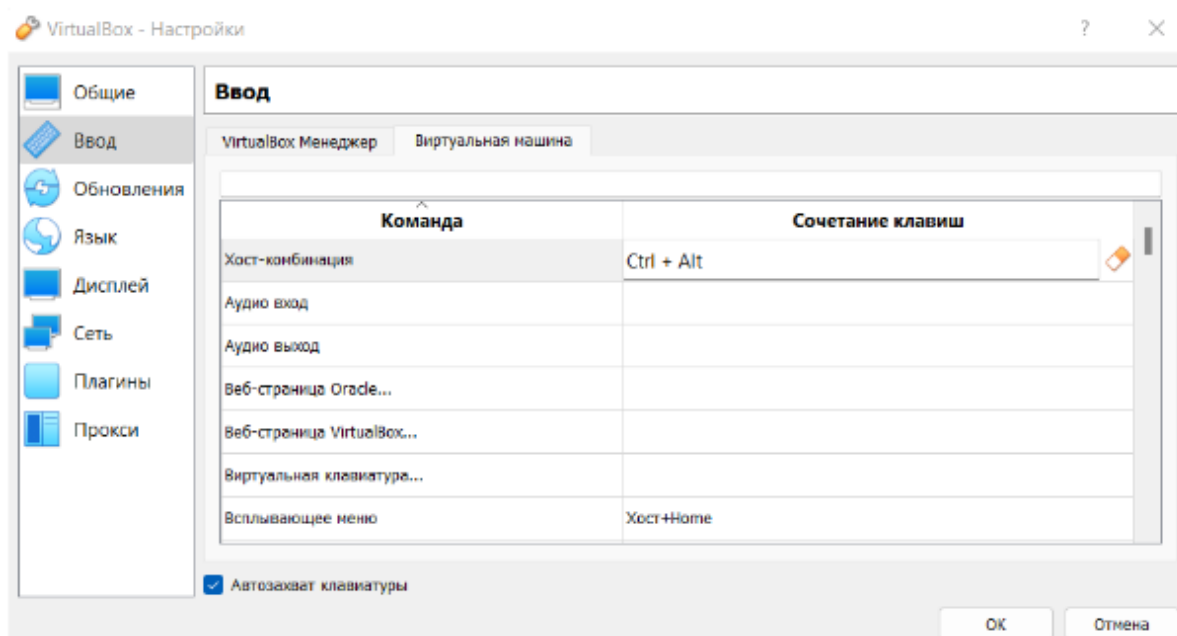 VirtualBox - Настройки ?
Общие
Ввод
Обновления
Язык
Дисплей
Сеть
Плагины
Прокси
Ввод
VirtualBox Менеджер Виртуальная машина
Команда Сочетание клавиш
Хост-комбинация Ctrl + Alt
Аудио вход
Аудио выход
Веб-страница Oracle...
Веб-страница VirtualBox...
Виртуальная клавиатура...
Всплывающее меню Хост+Home
Автозахват клавиатуры
ОК Отмена